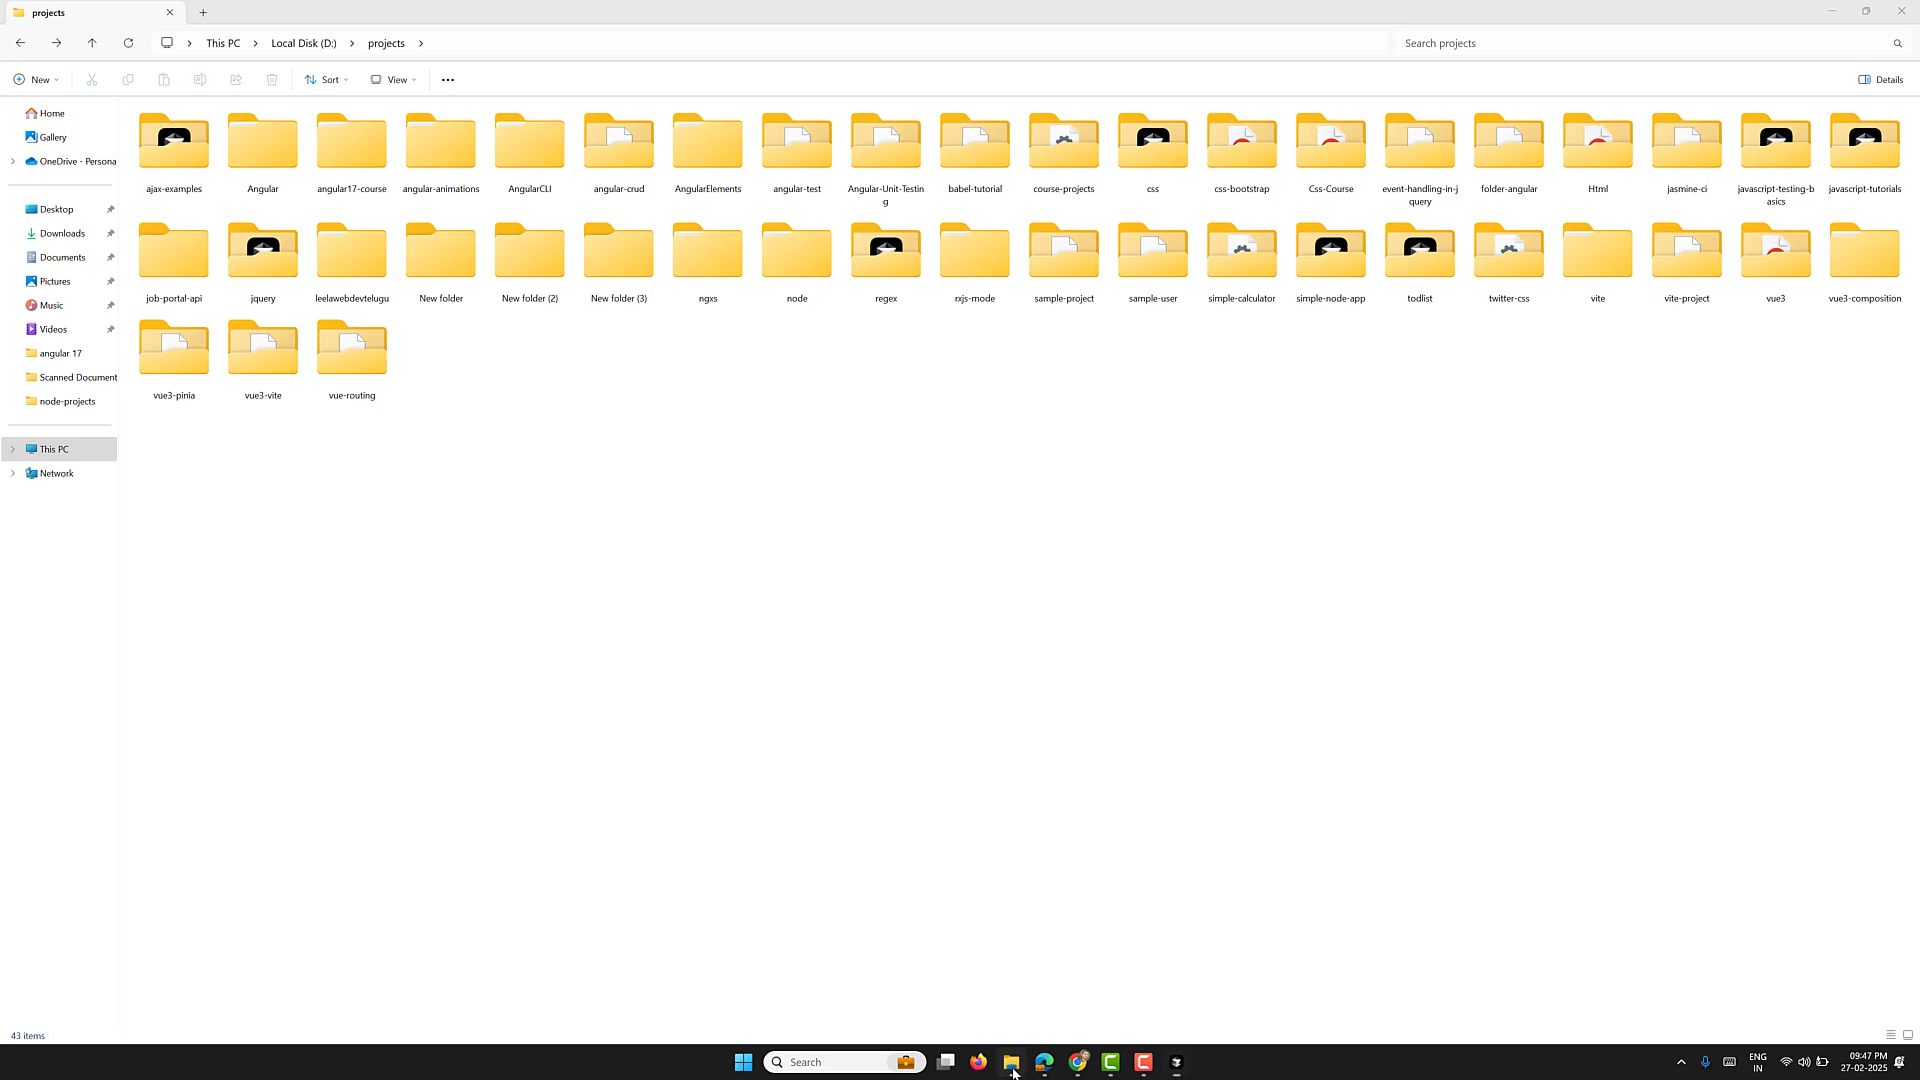 projects
This PC
Local Disk (D:)
projects
Search projects
New
Sort
View
Details
Home
Gallery
OneDrive - Persona
Desktop
Downloads
Documents
Pictures
Music
Videos
angular 17
Scanned Document
node-projects
This PC
Network
ajax-examples
Angular
angular17-course
angular-animations
AngularCLI
angular-crud
AngularElements
angular-test
Angular-Unit-Testin
g
babel-tutorial
course-projects
css
css-bootstrap
Css-Course
event-handling-in-j
query
folder-angular
Html
jasmine-ci
javascript-testing-b
asics
javascript-tutorials
job-portal-api
jquery
leelawebdevtelugu
New folder
New folder (2)
New folder (3)
ngxs
node
regex
rxjs-mode
sample-project
sample-user
simple-calculator
simple-node-app
todlist
twitter-css
vite
vite-project
vue3
vue3-composition
vue3-pinia
vue3-vite
vue-routing
43 items
Search
ENG
IN
09:47 PM
27-02-2025